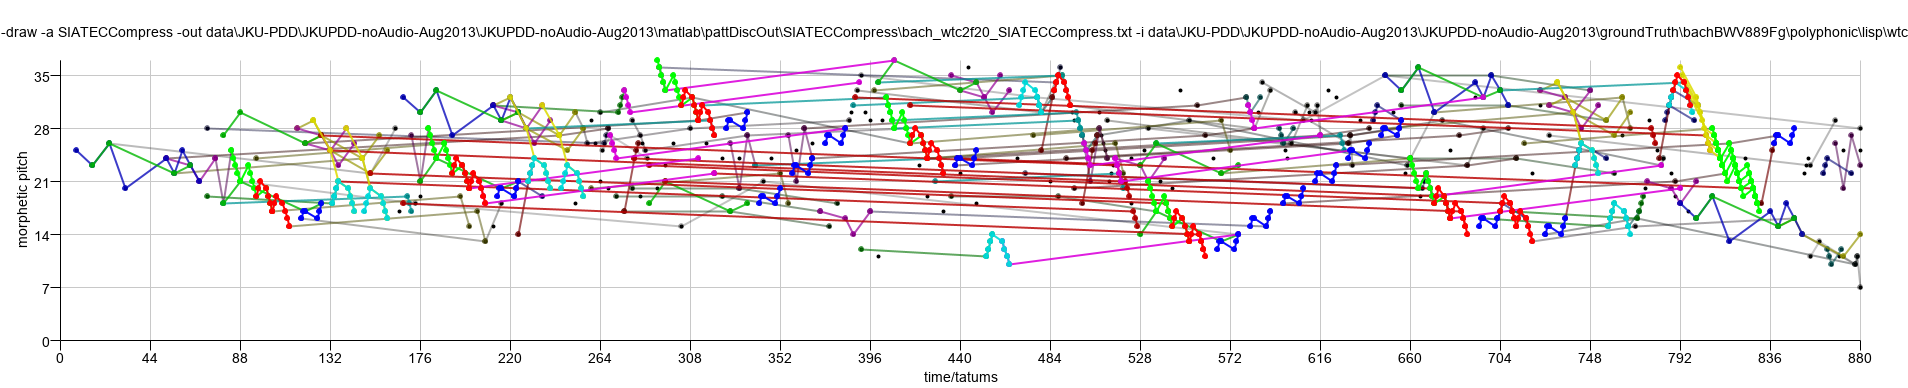 -draw -a SIATECCompress -out data\JKU-PDD\JKUPDD-noAudio-Aug2013\JKUPDD-noAudio-Aug2013\matlab\pattDiscOut\SIATECCompress\bach_wtc2f20_SIATECCompress.txt -i data\JKU-PDD\JKUPDD-noAudio-Aug2013\JKUPDD-noAudio-Aug2013\groundTruth\bachBWV889Fg\polyphonic\lisp\wtc
35
28
21
14
7
0
morphetic pitch
0 44 88 132 176 220 264 308 352 396 440 484 528 572 616 660 704 748 792 836 880
time/tatums